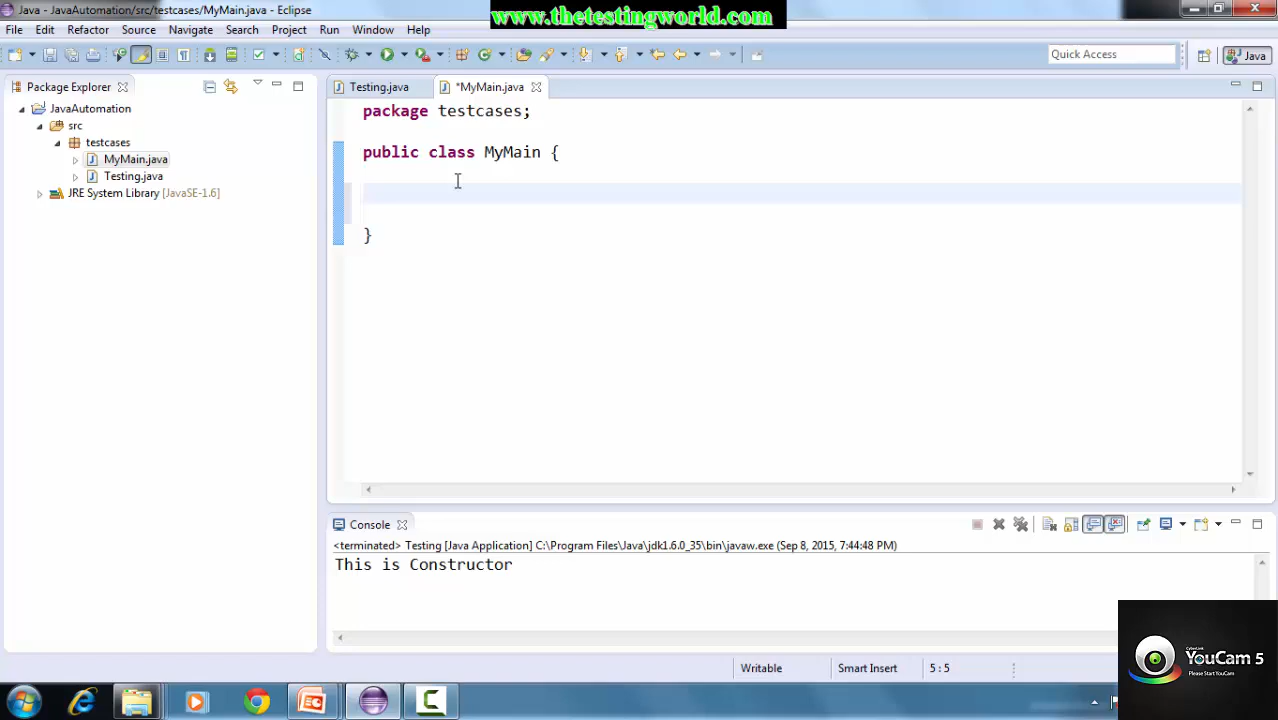 Java - JavaAutomation/src/testcases/MyMain.java - Eclipse
www.thetestingworld.com
File Edit Refactor Source Navigate Search Project Run Window Help
Quick Access
Java
Package Explorer
Testing.java
*MyMain.java
JavaAutomation
src
testcases
MyMain.java
Testing.java
JRE System Library [JavaSE-1.6]
package testcases;
public class MyMain {
}
Console
<terminated> Testing [Java Application] C:\Program Files\Java\jdk1.6.0_35\bin\javaw.exe (Sep 8, 2015, 7:44:48 PM)
This is Constructor
Writable
Smart Insert
5 : 5
CyberLink
YouCam 5
Please Start YouCam